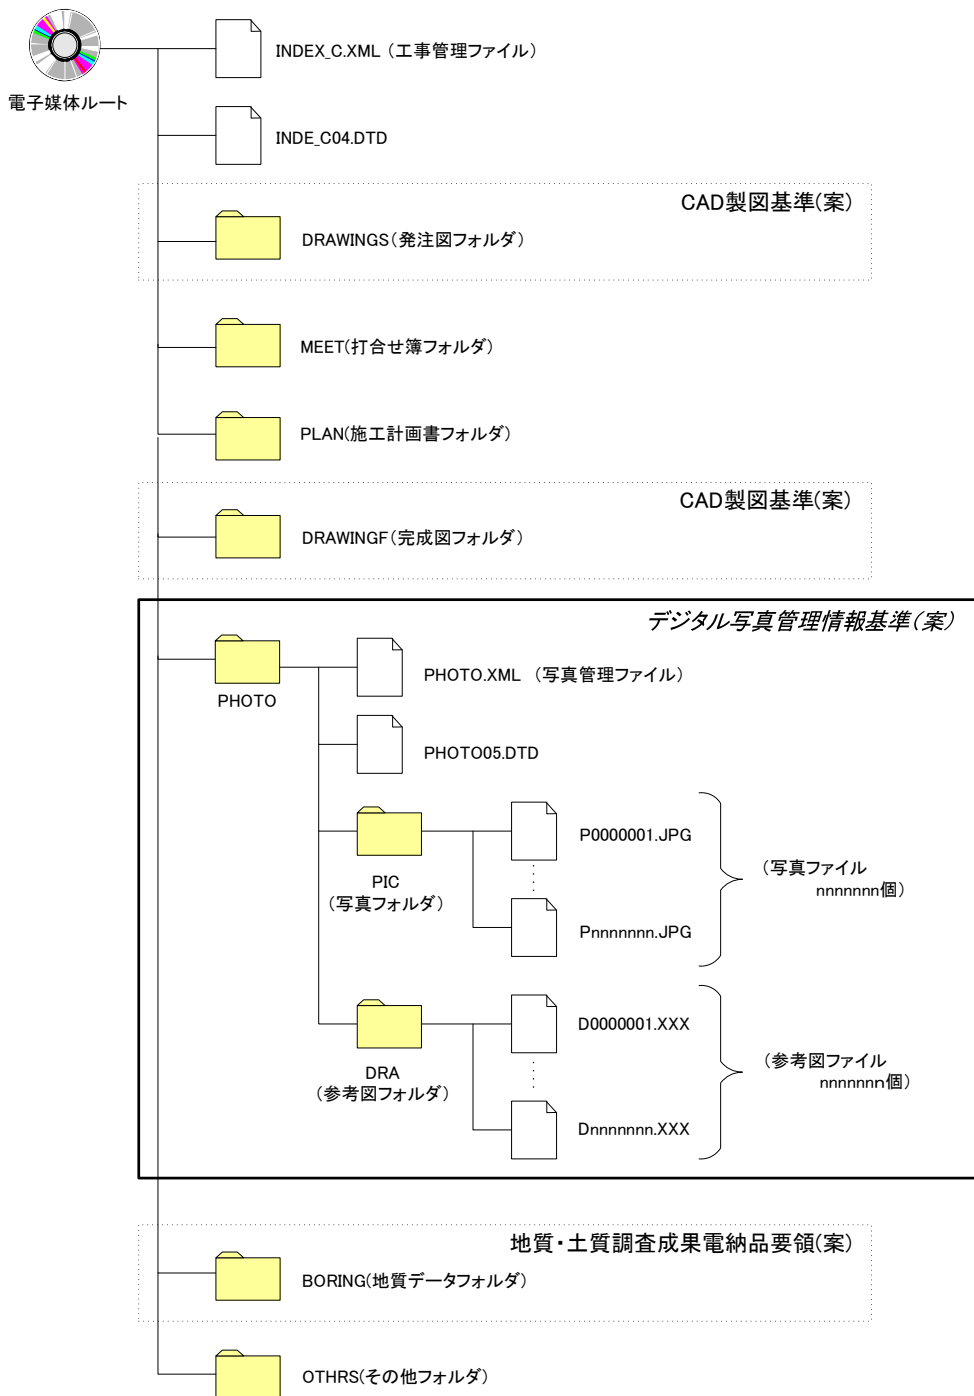 電子媒体ルート
INDEX_C.XML（工事管理ファイル）
INDE_C04.DTD
CAD製図基準(案)
DRAWINGS（発注図フォルダ）
MEET(打合せ簿フォルダ)
PLAN(施工計画書フォルダ)
CAD製図基準(案)
DRAWINGF（完成図フォルダ）
デジタル写真管理情報基準（案）
PHOTO
PHOTO.XML （写真管理ファイル）
PHOTO05.DTD
PIC
（写真フォルダ）
P0000001.JPG
Pnnnnnnn.JPG
（写真ファイル
nnnnnnn個）
DRA
（参考図フォルダ）
D0000001.XXX
Dnnnnnnn.XXX
（参考図ファイル
nnnnnnn個）
地質・土質調査成果電納品要領(案)
BORING(地質データフォルダ)
OTHRS(その他フォルダ)